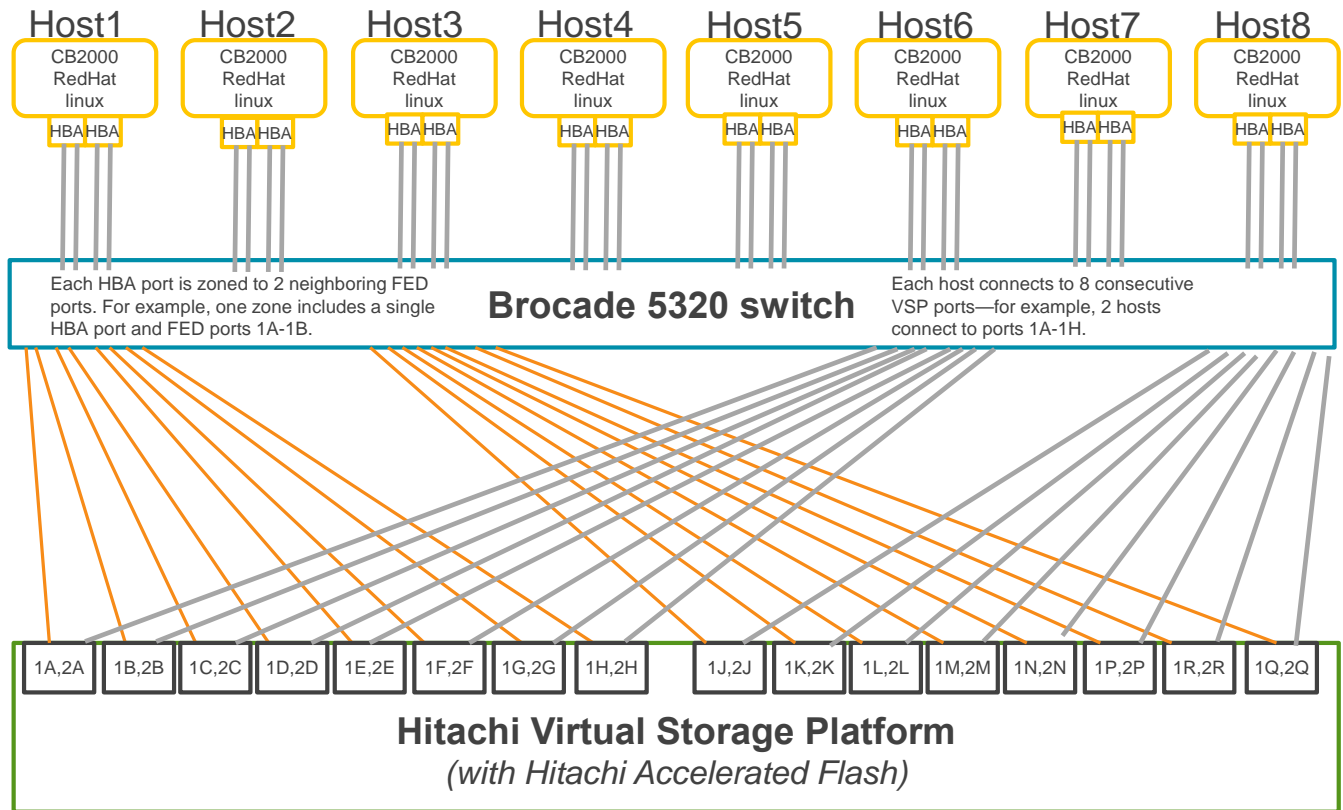 Host1
Host2
Host3
Host4
Host5
Host6
Host7
Host8
CB2000
RedHat
linux
CB2000
RedHat
linux
CB2000
RedHat
linux
CB2000
RedHat
linux
CB2000
RedHat
linux
CB2000
RedHat
linux
CB2000
RedHat
linux
CB2000
RedHat
linux
HBA HBA
HBA HBA
HBA HBA
HBA HBA
HBA HBA
HBA HBA
HBA HBA
HBA HBA
Each HBA port is zoned to 2 neighboring FED
ports. For example, one zone includes a single
HBA port and FED ports 1A-1B.
Brocade 5320 switch
Each host connects to 8 consecutive
VSP ports—for example, 2 hosts
connect to ports 1A-1H.
1A,2A
1B,2B
1C,2C
1D,2D
1E,2E
1F,2F
1G,2G
1H,2H
1J,2J
1K,2K
1L,2L
1M,2M
1N,2N
1P,2P
1R,2R
1Q,2Q
Hitachi Virtual Storage Platform
(with Hitachi Accelerated Flash)